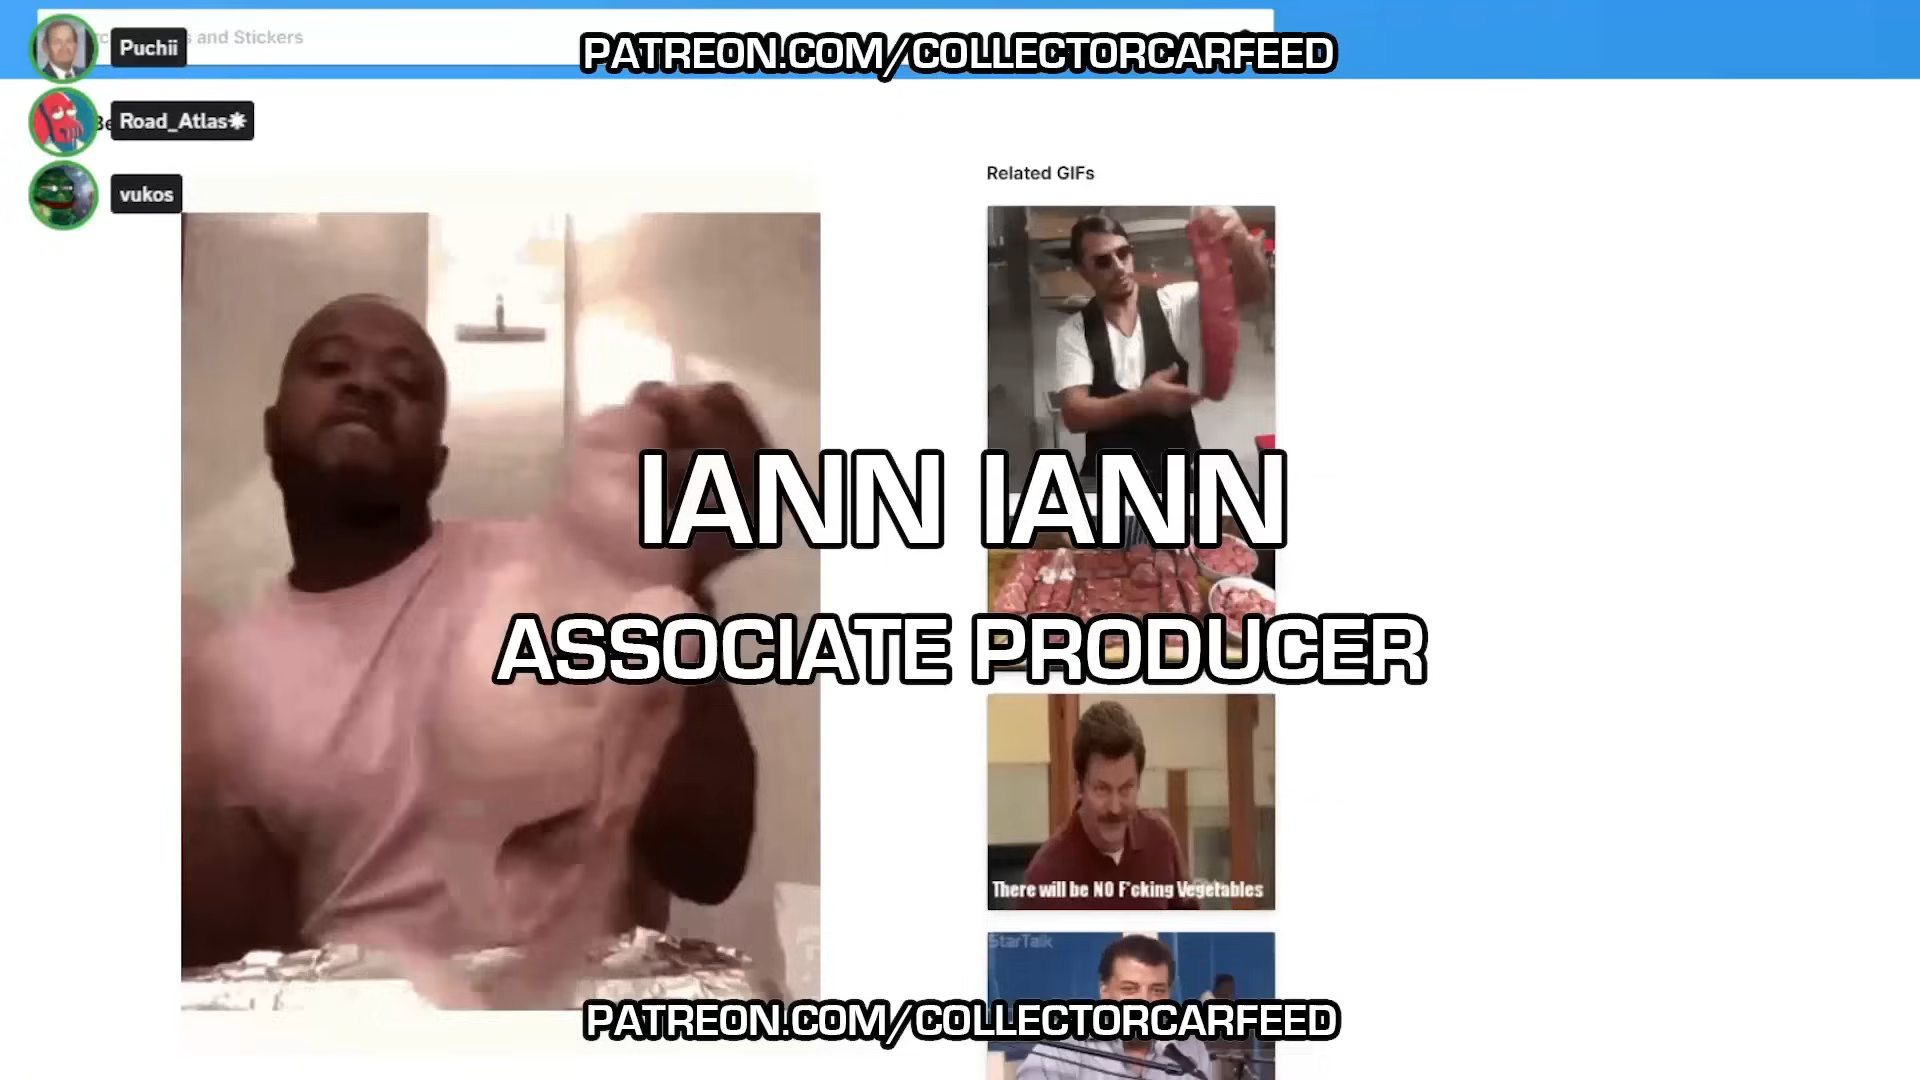 and Stickers
PATREON.COM/COLLECTORCARFEED
Puchii
Road_Atlas
vukos
Related GIFs
IANN IANN
ASSOCIATE PRODUCER
There will be NO F*cking Vegetables
StarTalk
PATREON.COM/COLLECTORCARFEED